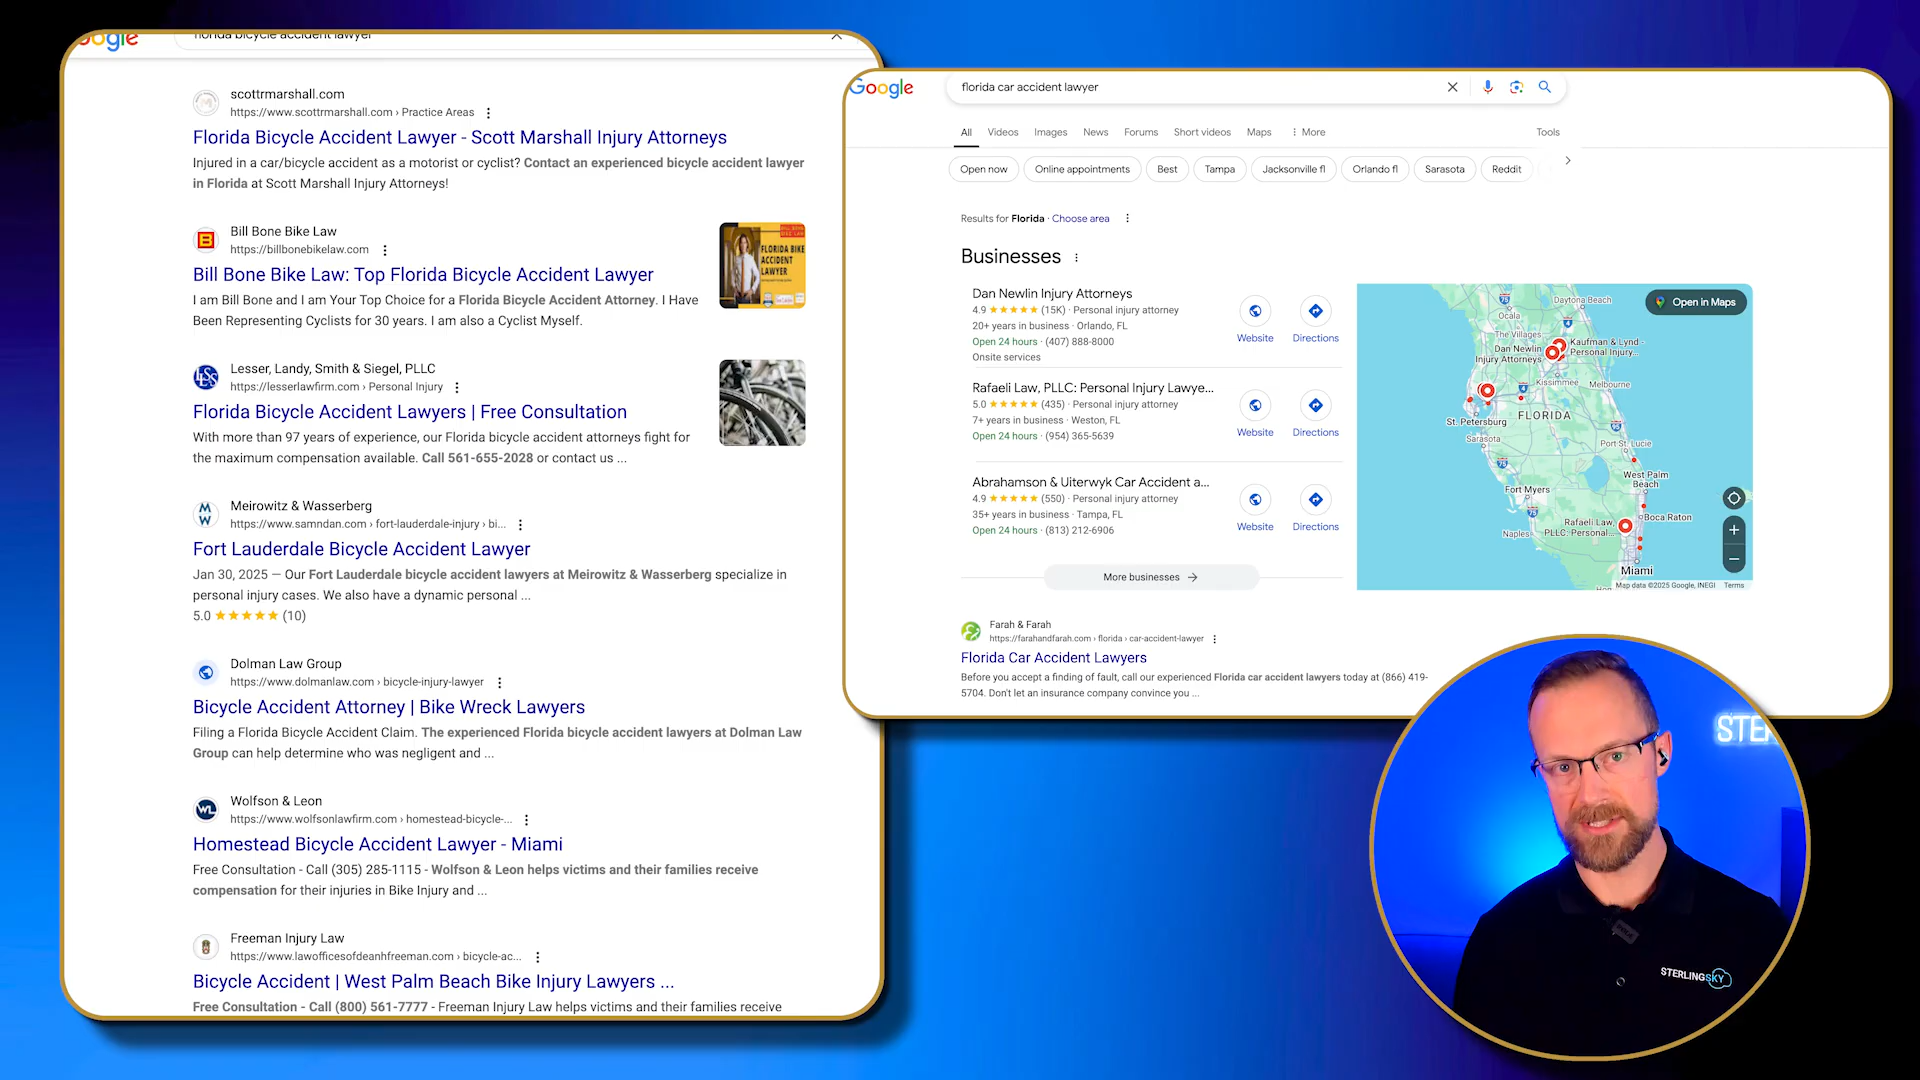 Google
florida bicycle accident lawyer
scottrmarshall.com
https://www.scottrmarshall.com › Practice Areas
Florida Bicycle Accident Lawyer - Scott Marshall Injury Attorneys
Injured in a car/bicycle accident as a motorist or cyclist? Contact an experienced bicycle accident lawyer
in Florida at Scott Marshall Injury Attorneys!
Bill Bone Bike Law
https://billbonebikelaw.com
Bill Bone Bike Law: Top Florida Bicycle Accident Lawyer
I am Bill Bone and I am Your Top Choice for a Florida Bicycle Accident Attorney. I Have
Been Representing Cyclists for 30 years. I am also a Cyclist Myself.
FLORIDA BIKE
ACCIDENT
LAWYER
Lesser, Landy, Smith & Siegel, PLLC
https://lesserlawfirm.com › Personal Injury
Florida Bicycle Accident Lawyers | Free Consultation
With more than 97 years of experience, our Florida bicycle accident attorneys fight for
the maximum compensation available. Call 561-655-2028 or contact us ...
Meirowitz & Wasserberg
https://www.samndan.com › fort-lauderdale-injury › bi...
Fort Lauderdale Bicycle Accident Lawyer
Jan 30, 2025 — Our Fort Lauderdale bicycle accident lawyers at Meirowitz & Wasserberg specialize in
personal injury cases. We also have a dynamic personal ...
5.0 ★★★★★ (10)
Dolman Law Group
https://www.dolmanlaw.com › bicycle-injury-lawyer
Bicycle Accident Attorney | Bike Wreck Lawyers
Filing a Florida Bicycle Accident Claim. The experienced Florida bicycle accident lawyers at Dolman Law
Group can help determine who was negligent and ...
Wolfson & Leon
https://www.wolfsonlawfirm.com › homestead-bicycle-...
Homestead Bicycle Accident Lawyer - Miami
Free Consultation - Call (305) 285-1115 - Wolfson & Leon helps victims and their families receive
compensation for their injuries in Bike Injury and ...
Freeman Injury Law
https://www.lawofficesofdeanhfreeman.com › bicycle-ac...
Bicycle Accident | West Palm Beach Bike Injury Lawyers ...
Free Consultation - Call (800) 561-7777 - Freeman Injury Law helps victims and their families receive
Google
florida car accident lawyer
All Videos Images News Forums Short videos Maps More Tools
Open now Online appointments Best Tampa Jacksonville fl Orlando fl Sarasota Reddit
Results for Florida · Choose area
Businesses
Dan Newlin Injury Attorneys
4.9 ★★★★★ (15K) · Personal injury attorney
20+ years in business · Orlando, FL
Open 24 hours · (407) 888-8000
Onsite services
Website Directions
Rafaeli Law, PLLC: Personal Injury Lawye...
5.0 ★★★★★ (435) · Personal injury attorney
7+ years in business · Weston, FL
Open 24 hours · (954) 365-5639
Website Directions
Abrahamson & Uiterwyk Car Accident a...
4.9 ★★★★★ (550) · Personal injury attorney
35+ years in business · Tampa, FL
Open 24 hours · (813) 212-6906
Website Directions
More businesses →
Open in Maps
Daytona Beach
Ocala
The Villages
Dan Newlin
Injury Attorneys
Kaufman & Lynd -
Personal Injury...
Kissimmee
Melbourne
FLORIDA
St. Petersburg
Sarasota
Port St. Lucie
West Palm
Beach
Fort Myers
Boca Raton
Rafaeli Law,
PLLC: Personal...
Naples
Miami
Map data ©2025 Google, INEGI Terms
Farah & Farah
https://farahandfarah.com › florida › car-accident-lawyer
Florida Car Accident Lawyers
Before you accept a finding of fault, call our experienced Florida car accident lawyers today at (866) 419-
5704. Don't let an insurance company convince you ...
STE
STERLINGSKY